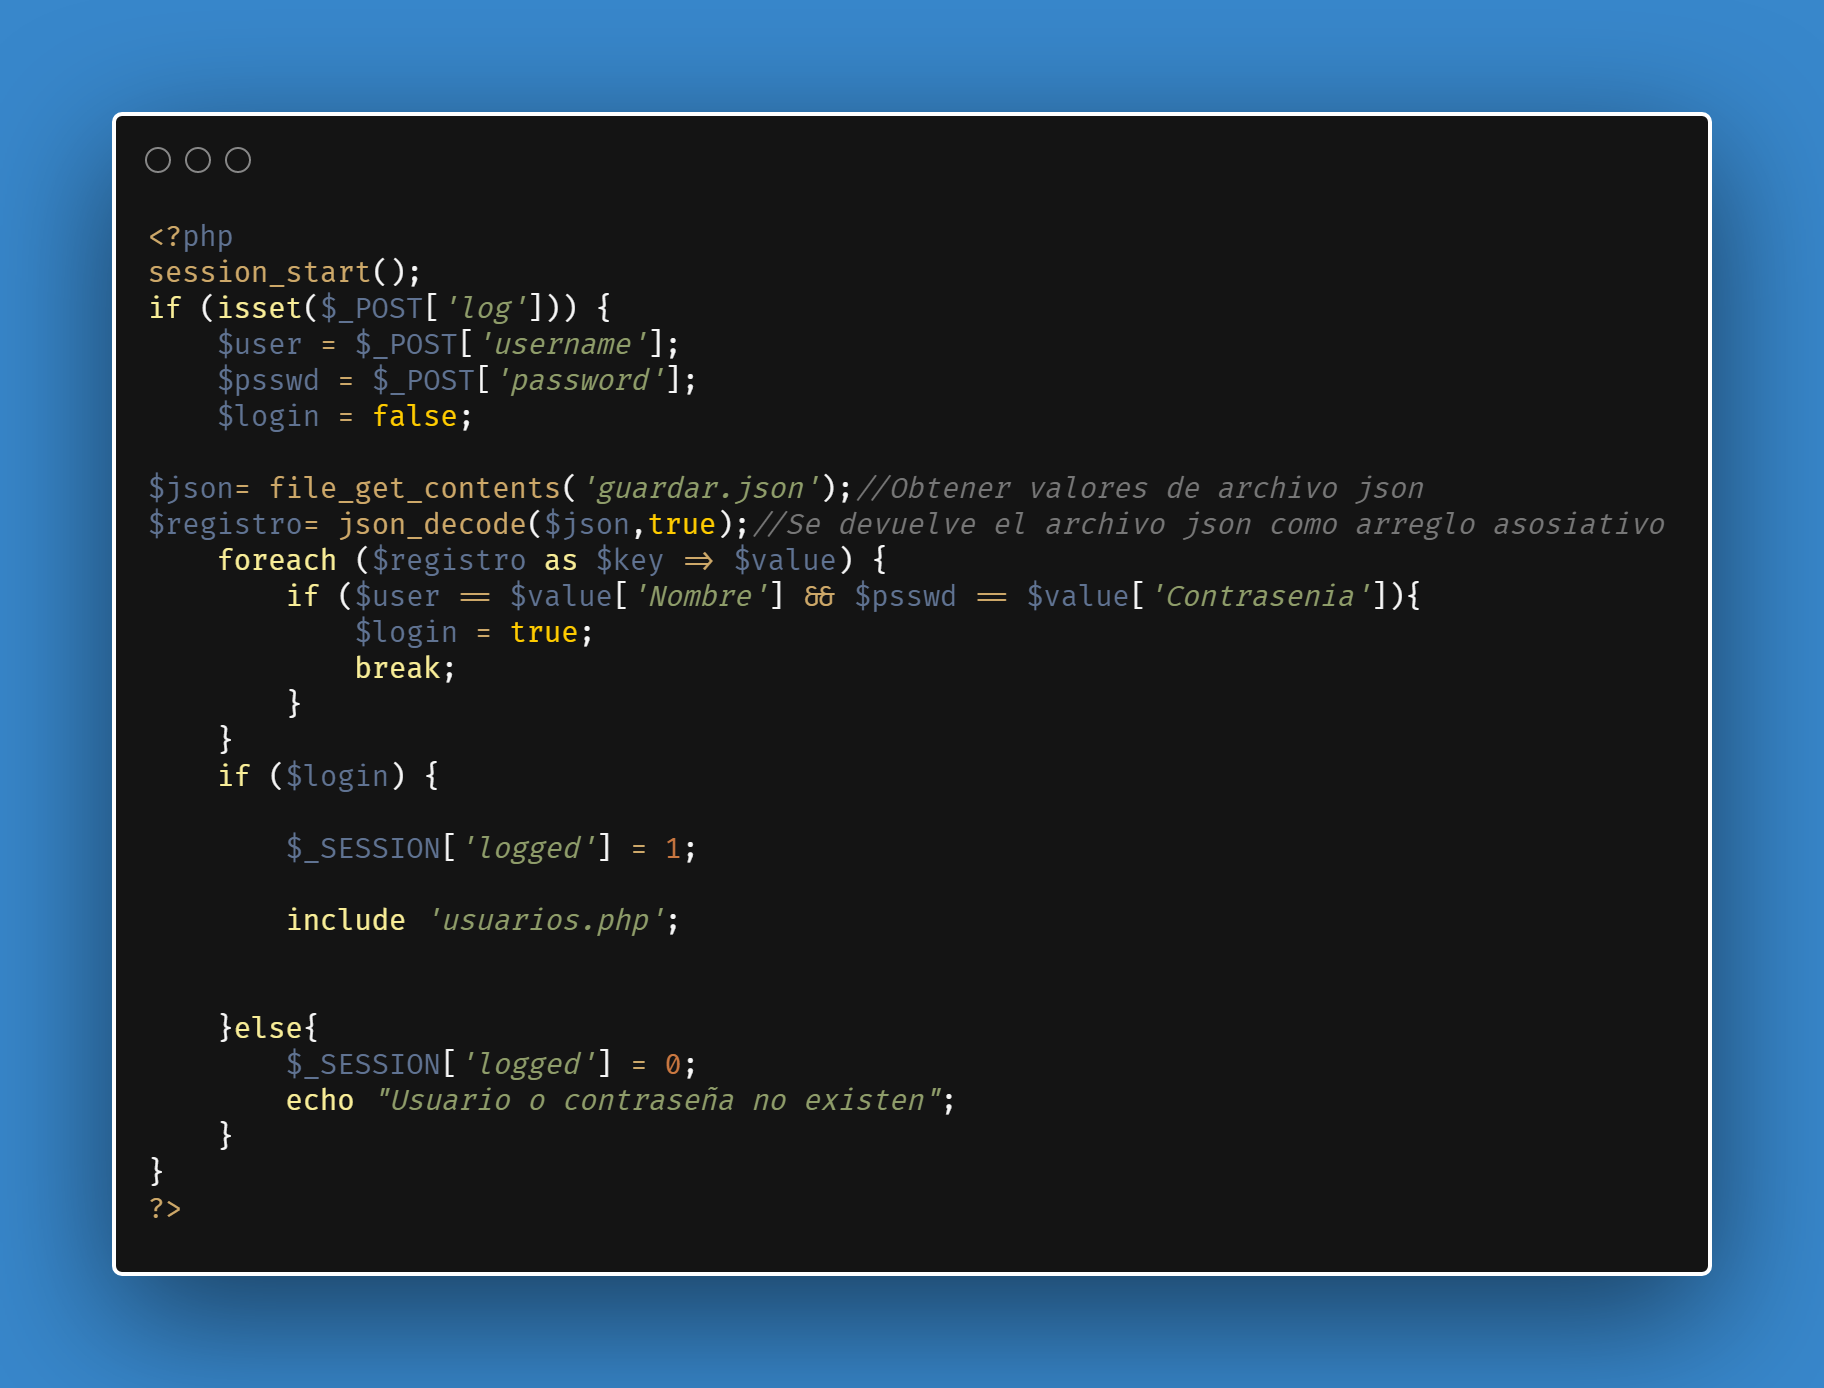 <?php
session_start();
if (isset($_POST['log'])) {
    $user = $_POST['username'];
    $psswd = $_POST['password'];
    $login = false;

$json= file_get_contents('guardar.json');//Obtener valores de archivo json
$registro= json_decode($json,true);//Se devuelve el archivo json como arreglo asosiativo
    foreach ($registro as $key => $value) {
        if ($user == $value['Nombre'] && $psswd == $value['Contrasenia']){
            $login = true;
            break;
        }
    }
    if ($login) {

        $_SESSION['logged'] = 1;

        include 'usuarios.php';


    }else{
        $_SESSION['logged'] = 0;
        echo "Usuario o contraseña no existen";
    }
}
?>